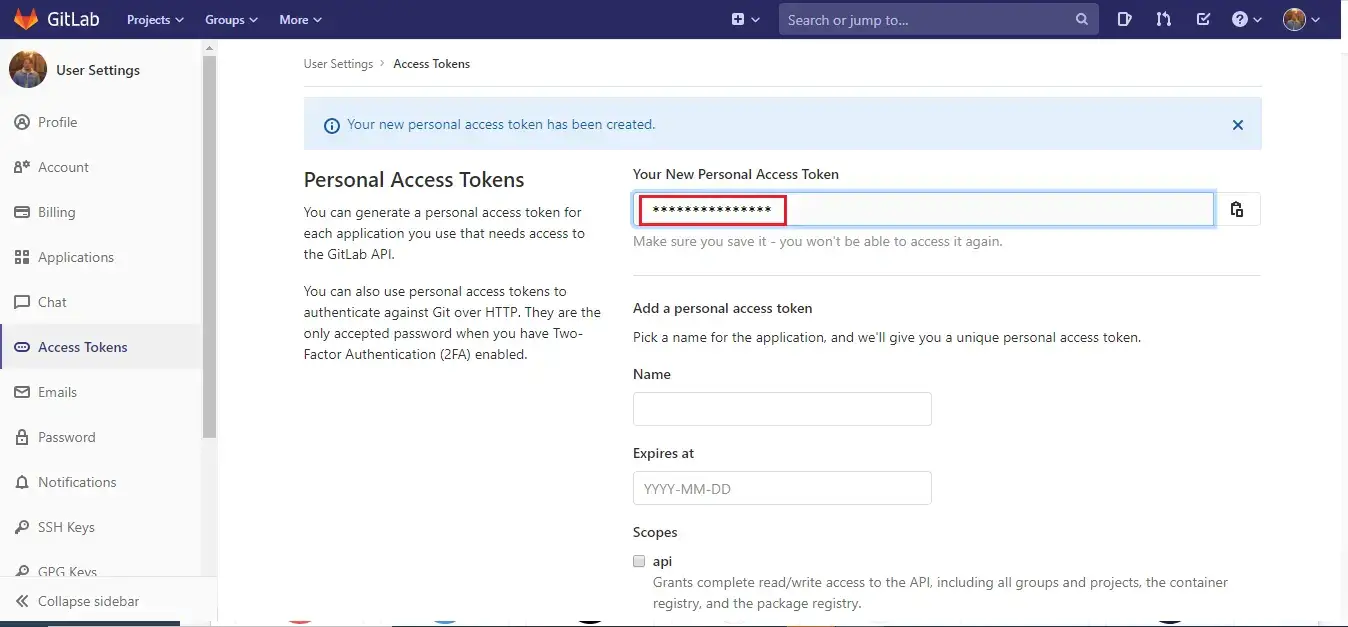 GitLab
Projects
Groups
More
Search or jump to...
User Settings
Profile
Account
Billing
Applications
Chat
Access Tokens
Emails
Password
Notifications
SSH Keys
GPG Keys
Collapse sidebar
User Settings › Access Tokens
Your new personal access token has been created.
Personal Access Tokens
You can generate a personal access token for
each application you use that needs access to
the GitLab API.
You can also use personal access tokens to
authenticate against Git over HTTP. They are the
only accepted password when you have Two-
Factor Authentication (2FA) enabled.
Your New Personal Access Token
***************
Make sure you save it - you won't be able to access it again.
Add a personal access token
Pick a name for the application, and we'll give you a unique personal access token.
Name
Expires at
YYYY-MM-DD
Scopes
api
Grants complete read/write access to the API, including all groups and projects, the container
registry, and the package registry.